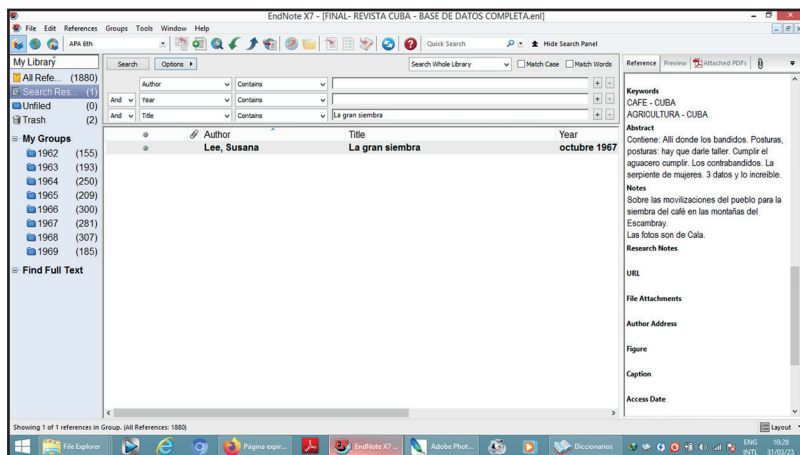 EndNote X7 - [FINAL- REVISTA CUBA - BASE DE DATOS COMPLETA.enl]
File Edit References Groups Tools Window Help
APA 6th
Quick Search
Hide Search Panel
My Library
All Refe... (1880)
Search Res... (1)
Unfiled (0)
Trash (2)
My Groups
1962 (155)
1963 (193)
1964 (250)
1965 (209)
1966 (300)
1967 (281)
1968 (307)
1969 (185)
Find Full Text
Search Options Search Whole Library Match Case Match Words
Author Contains
And Year Contains
And Title Contains La gran siembra
Author Title Year
Lee, Susana La gran siembra octubre 1967
Reference Preview Attached PDFs
Keywords
CAFE - CUBA
AGRICULTURA - CUBA
Abstract
Contiene: Allí donde los bandidos. Posturas,
posturas: hay que darle taller. Cumplir el
aguacero cumplir. Los contrabandidos. La
serpiente de mujeres. 3 datos y lo increíble.
Notes
Sobre las movilizaciones del pueblo para la
siembra del café en las montañas del
Escambray.
Las fotos son de Cala.
Research Notes
URL
File Attachments
Author Address
Figure
Caption
Access Date
Showing 1 of 1 references in Group. (All References: 1880)
Layout
File Explorer
Página expir...
EndNote X7 - ...
Adobe Phot...
Diccionarios
ENG 10:28
INTL 31/03/23